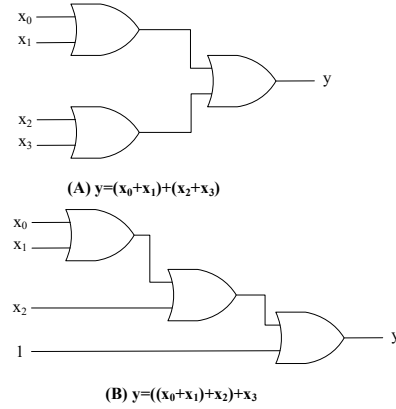 x₀
x₁
y
x₂
x₃
(A) y=(x₀+x₁)+(x₂+x₃)
x₀
x₁
x₂
y
1
(B) y=((x₀+x₁)+x₂)+x₃